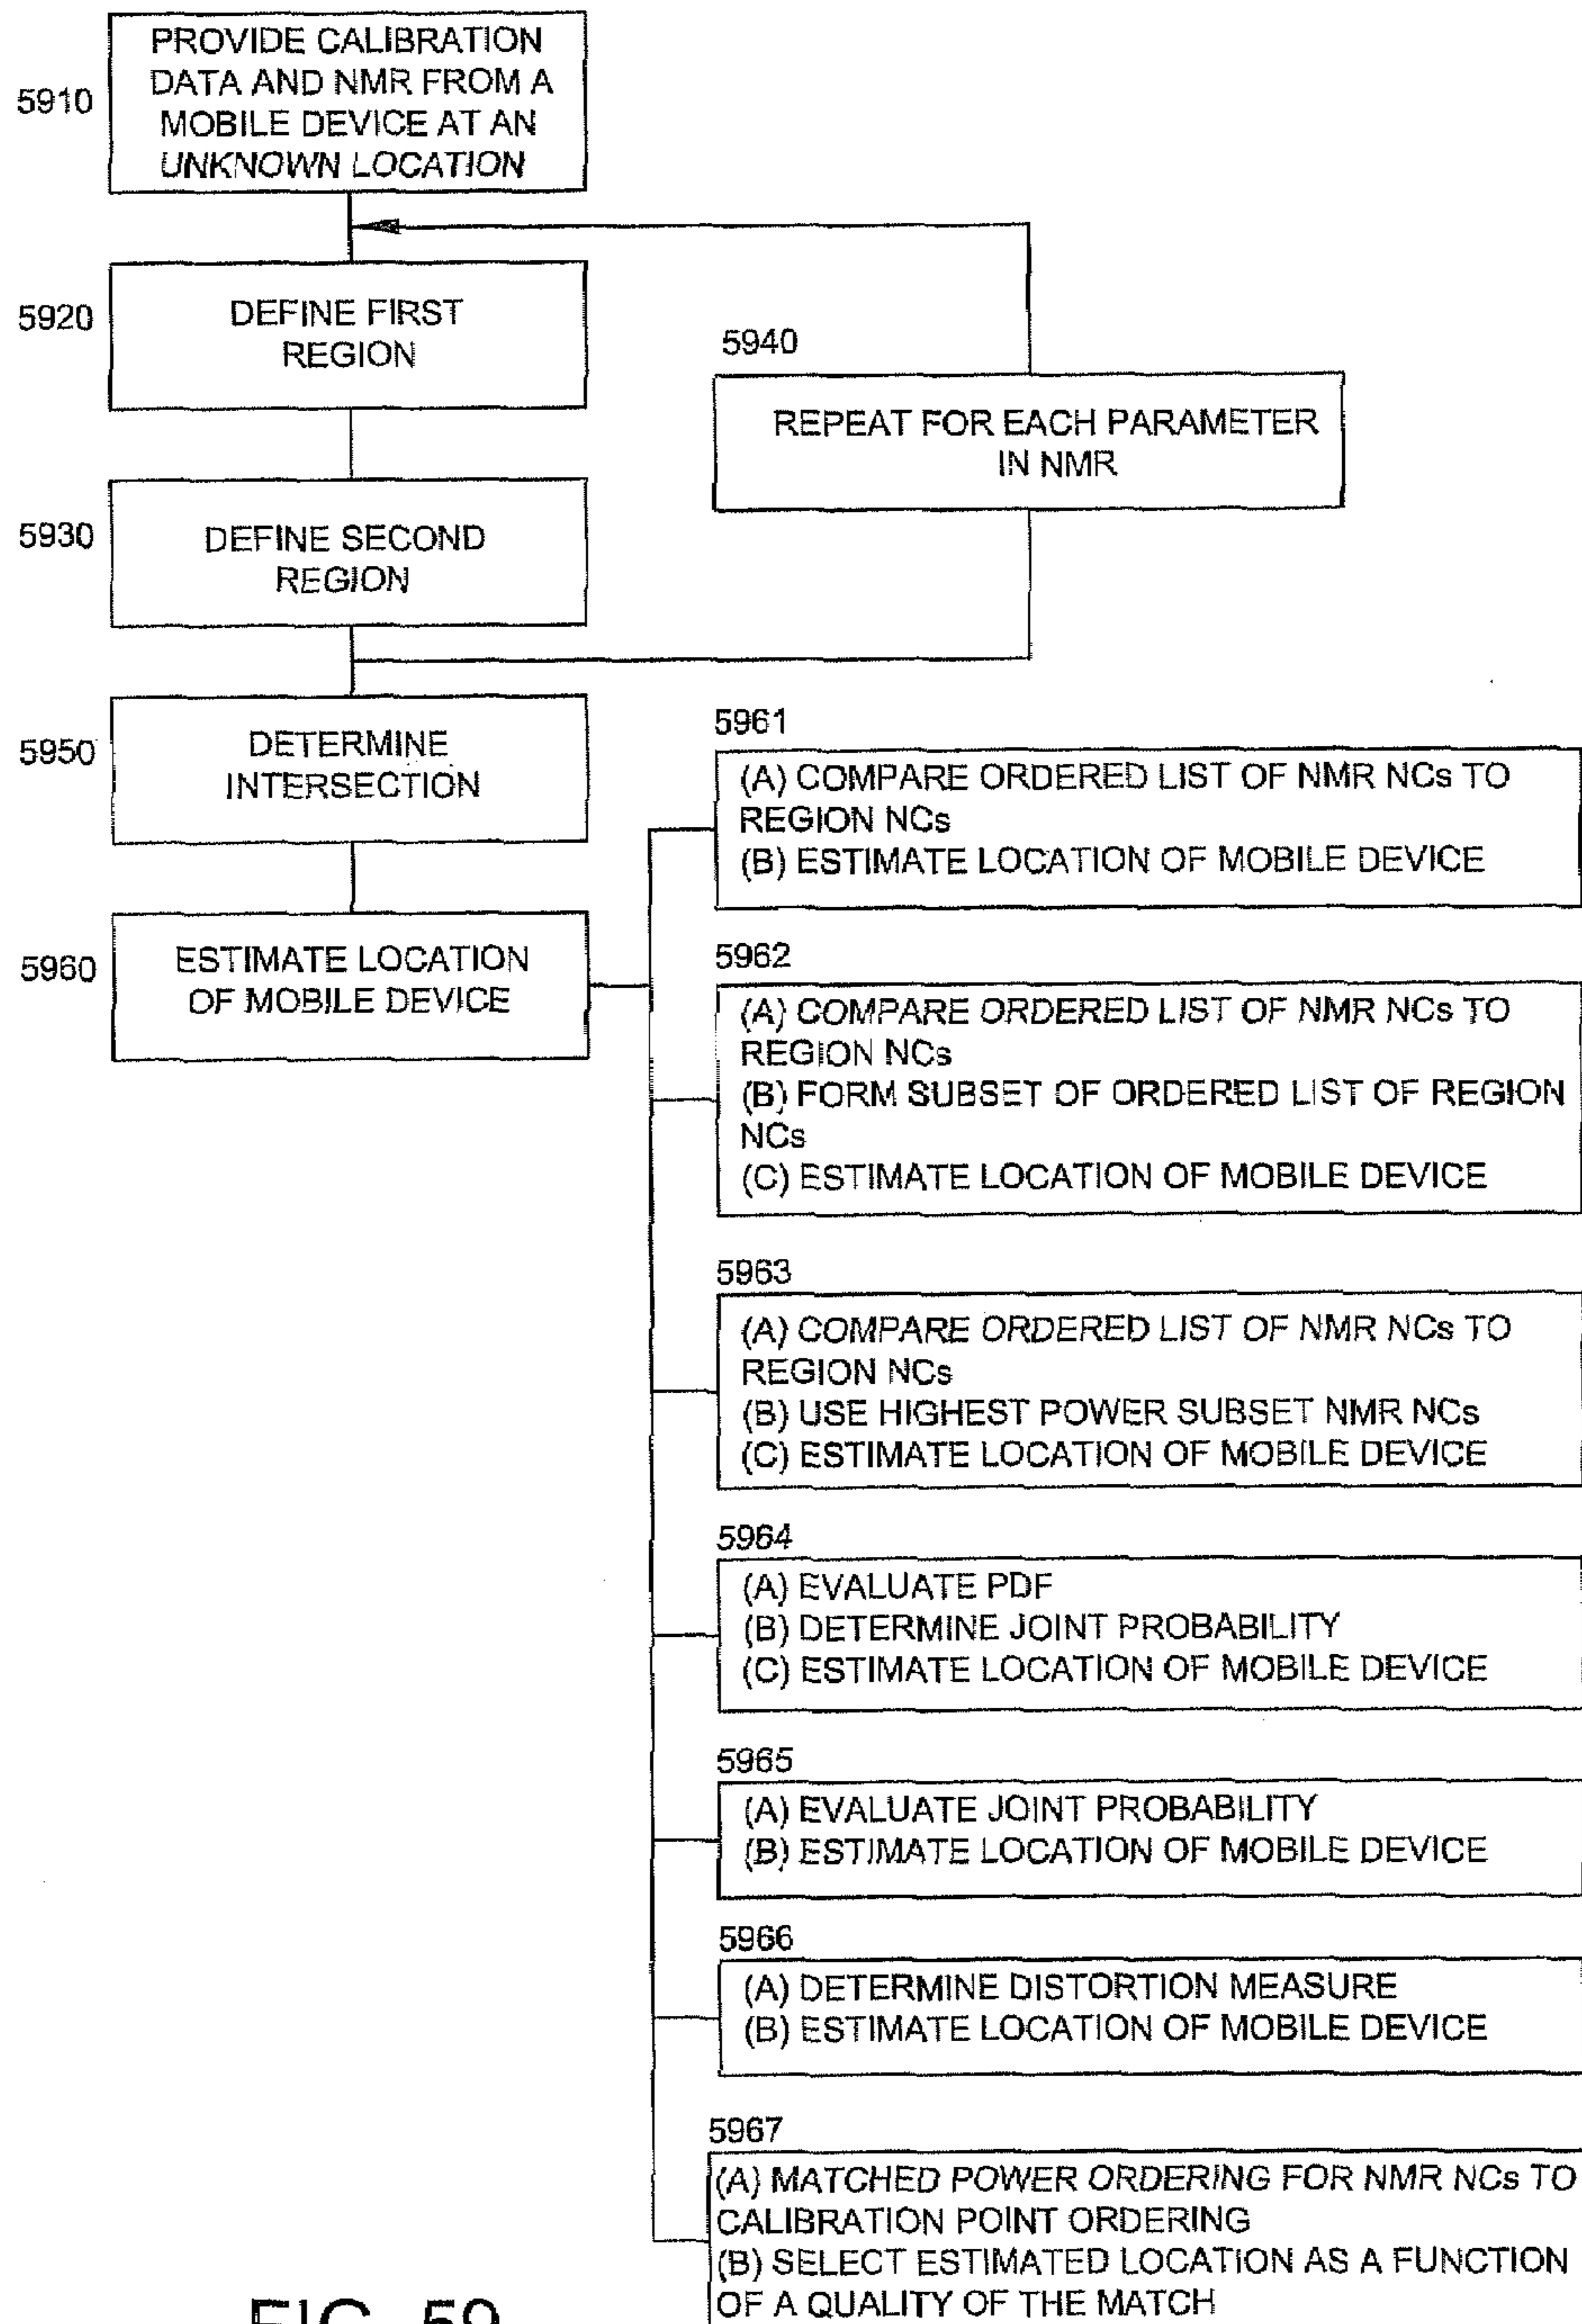 5910
PROVIDE CALIBRATION
DATA AND NMR FROM A
MOBILE DEVICE AT AN
UNKNOWN LOCATION
5920
DEFINE FIRST
REGION
5930
DEFINE SECOND
REGION
5940
REPEAT FOR EACH PARAMETER
IN NMR
5950
DETERMINE
INTERSECTION
5960
ESTIMATE LOCATION
OF MOBILE DEVICE
5961
(A) COMPARE ORDERED LIST OF NMR NCs TO
REGION NCs
(B) ESTIMATE LOCATION OF MOBILE DEVICE
5962
(A) COMPARE ORDERED LIST OF NMR NCs TO
REGION NCs
(B) FORM SUBSET OF ORDERED LIST OF REGION
NCs
(C) ESTIMATE LOCATION OF MOBILE DEVICE
5963
(A) COMPARE ORDERED LIST OF NMR NCs TO
REGION NCs
(B) USE HIGHEST POWER SUBSET NMR NCs
(C) ESTIMATE LOCATION OF MOBILE DEVICE
5964
(A) EVALUATE PDF
(B) DETERMINE JOINT PROBABILITY
(C) ESTIMATE LOCATION OF MOBILE DEVICE
5965
(A) EVALUATE JOINT PROBABILITY
(B) ESTIMATE LOCATION OF MOBILE DEVICE
5966
(A) DETERMINE DISTORTION MEASURE
(B) ESTIMATE LOCATION OF MOBILE DEVICE
5967
(A) MATCHED POWER ORDERING FOR NMR NCs TO
CALIBRATION POINT ORDERING
(B) SELECT ESTIMATED LOCATION AS A FUNCTION
OF A QUALITY OF THE MATCH
FIG. 59